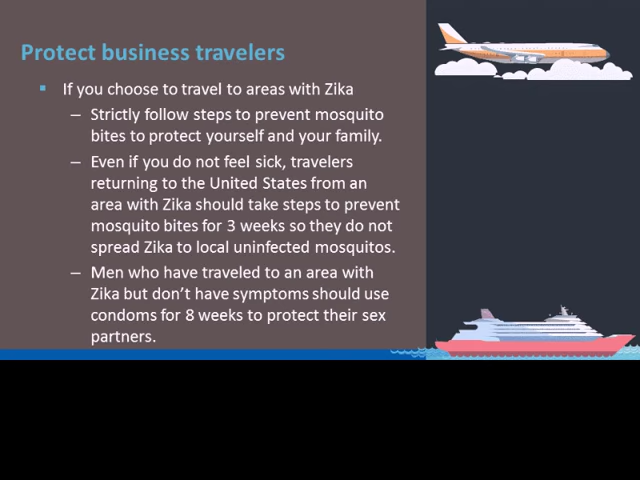 Protect business travelers
▪ If you choose to travel to areas with Zika
– Strictly follow steps to prevent mosquito
bites to protect yourself and your family.
– Even if you do not feel sick, travelers
returning to the United States from an
area with Zika should take steps to prevent
mosquito bites for 3 weeks so they do not
spread Zika to local uninfected mosquitos.
– Men who have traveled to an area with
Zika but don’t have symptoms should use
condoms for 8 weeks to protect their sex
partners.